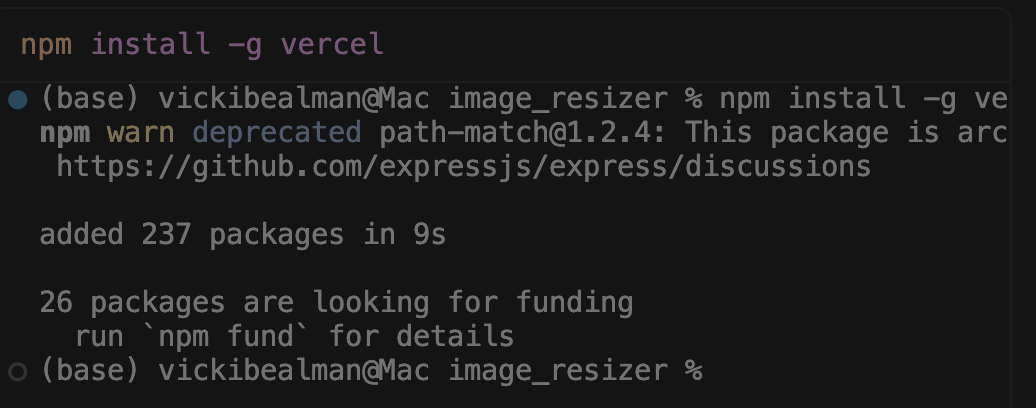 npm install -g vercel
(base) vickibealman@Mac image_resizer % npm install -g ve
npm warn deprecated path-match@1.2.4: This package is arc
https://github.com/expressjs/express/discussions
added 237 packages in 9s
26 packages are looking for funding
run `npm fund` for details
(base) vickibealman@Mac image_resizer %